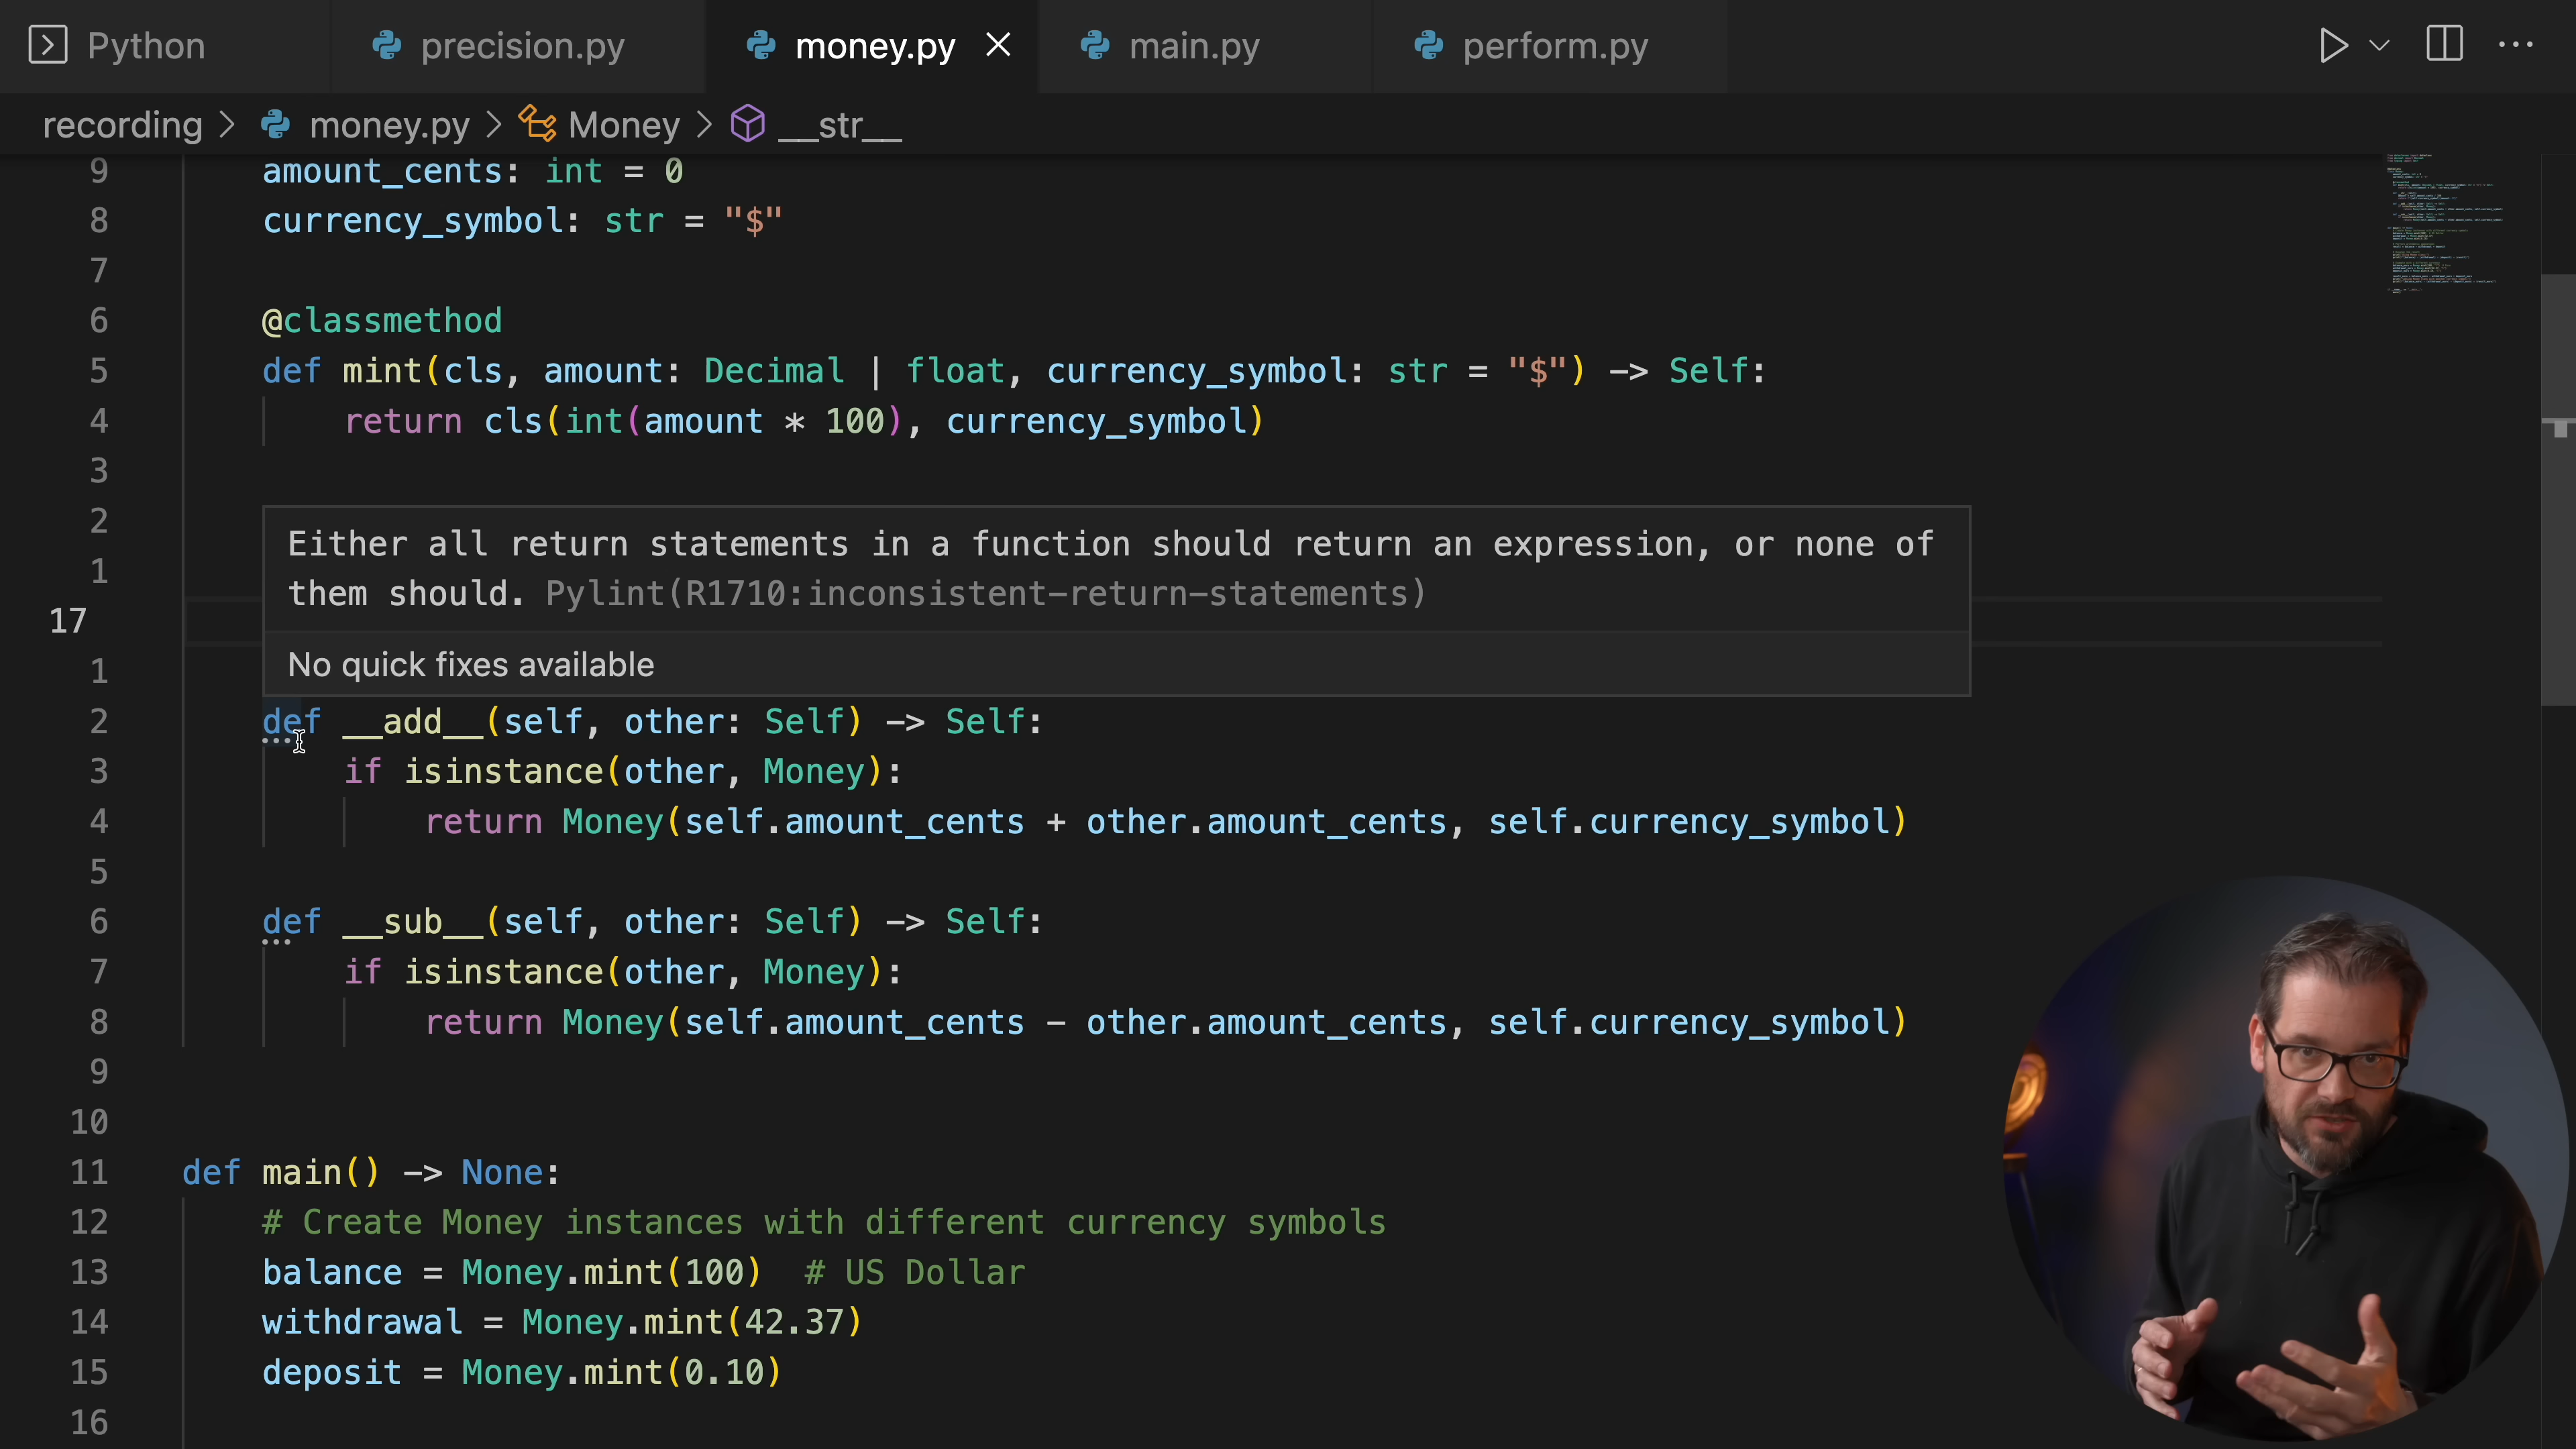 Python precision.py money.py main.py perform.py
recording > money.py > Money > __str__
9 amount_cents: int = 0
8 currency_symbol: str = "$"
7
6 @classmethod
5 def mint(cls, amount: Decimal | float, currency_symbol: str = "$") -> Self:
4 return cls(int(amount * 100), currency_symbol)
3
2
Either all return statements in a function should return an expression, or none of
1
them should. Pylint(R1710:inconsistent-return-statements)
17
No quick fixes available
1
2 def __add__(self, other: Self) -> Self:
3 if isinstance(other, Money):
4 return Money(self.amount_cents + other.amount_cents, self.currency_symbol)
5
6 def __sub__(self, other: Self) -> Self:
7 if isinstance(other, Money):
8 return Money(self.amount_cents - other.amount_cents, self.currency_symbol)
9
10
11 def main() -> None:
12 # Create Money instances with different currency symbols
13 balance = Money.mint(100) # US Dollar
14 withdrawal = Money.mint(42.37)
15 deposit = Money.mint(0.10)
16